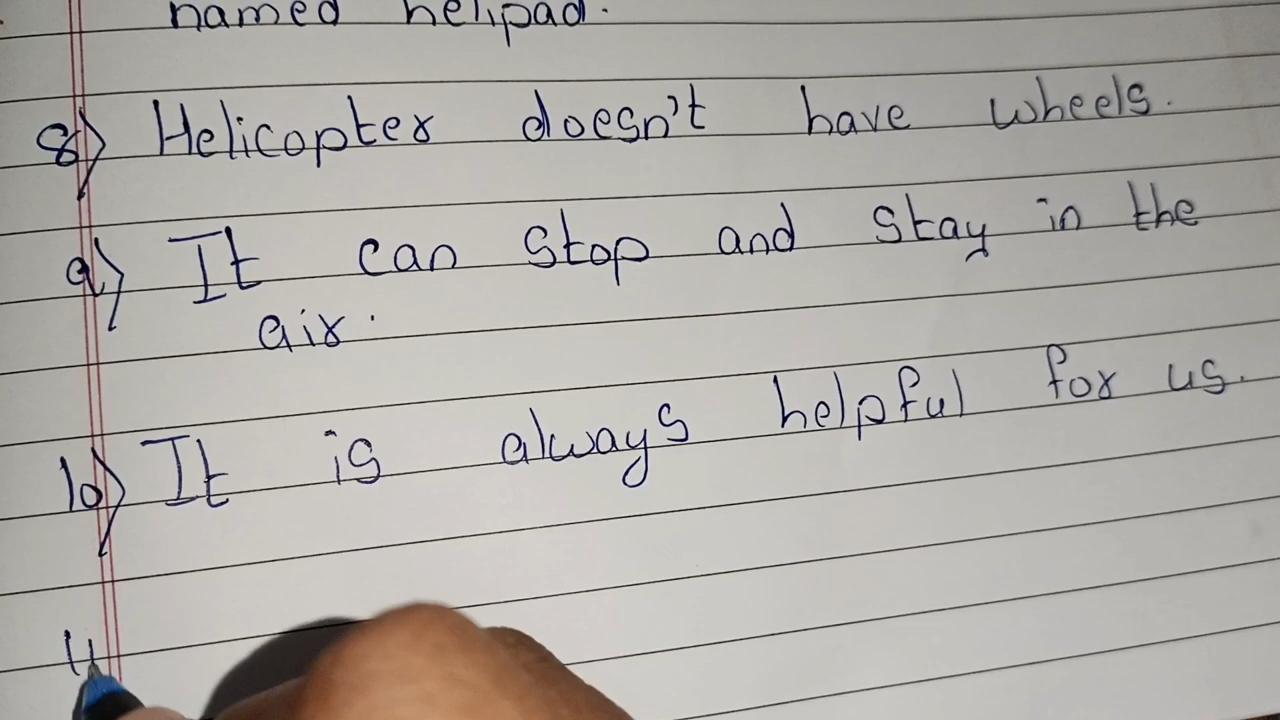 named helipad.
8) Helicopter doesn't have wheels.
9) It can stop and stay in the
air.
10) It is always helpful for us.
11